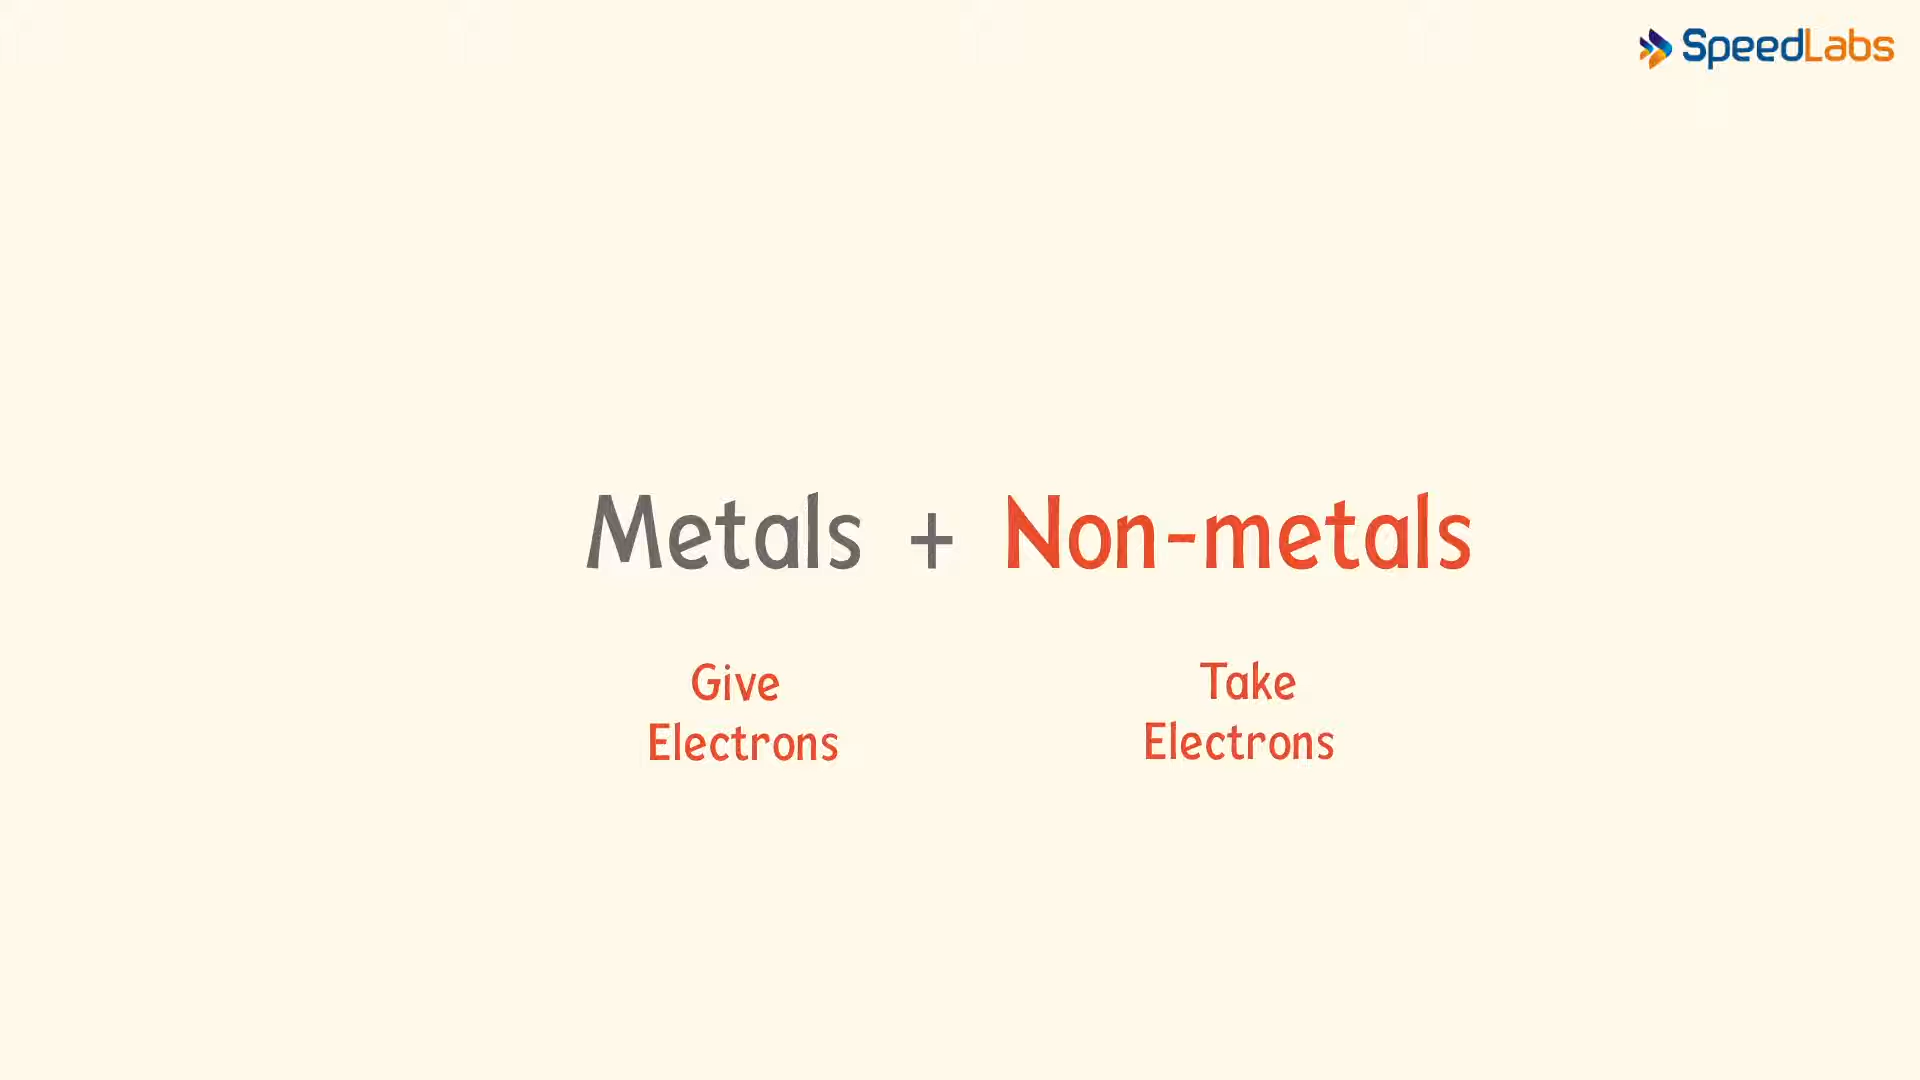 SpeedLabs
Metals + Non-metals
Give
Electrons
Take
Electrons